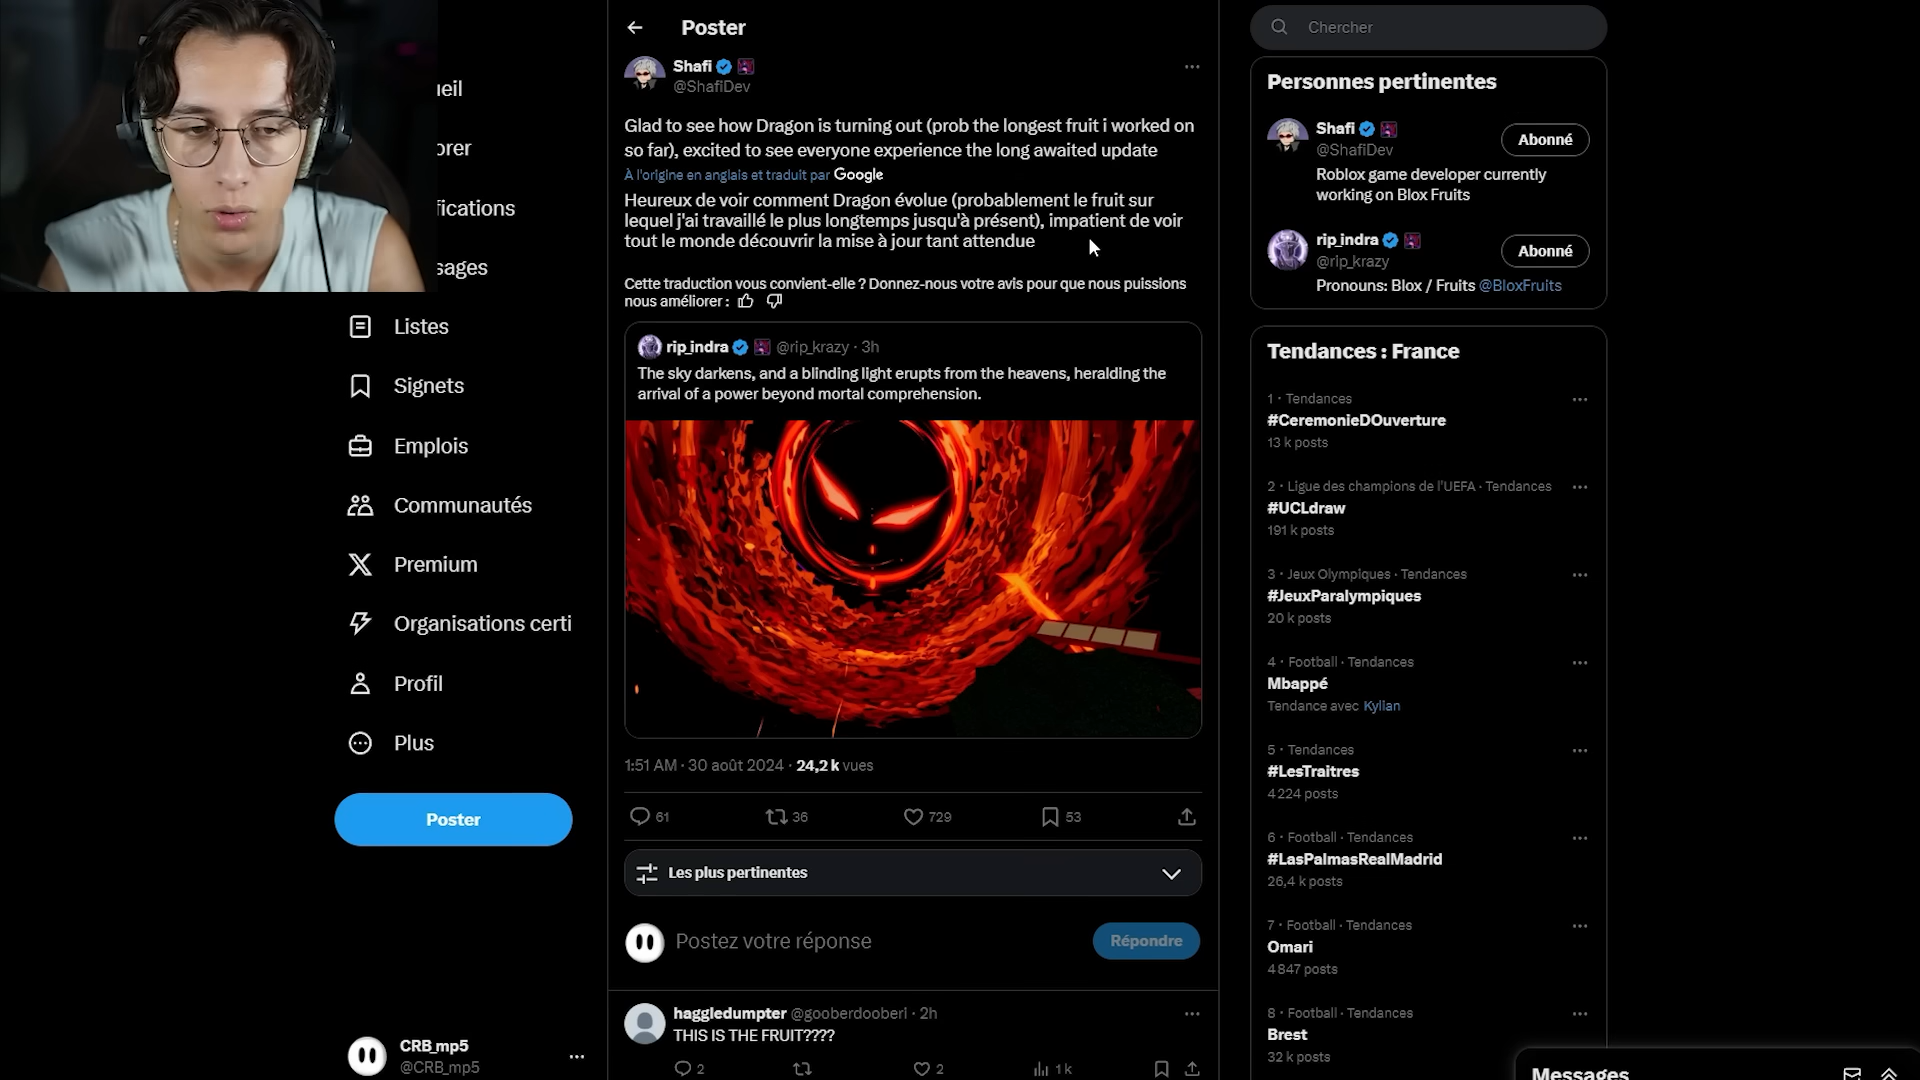 ueil
orer
fications
sages
Listes
Signets
Emplois
Communautés
Premium
Organisations certi
Profil
Plus
Poster
CRB_mp5
@CRB_mp5
Poster
Shafi
@ShafiDev
Glad to see how Dragon is turning out (prob the longest fruit i worked on
so far), excited to see everyone experience the long awaited update
À l'origine en anglais et traduit par Google
Heureux de voir comment Dragon évolue (probablement le fruit sur
lequel j'ai travaillé le plus longtemps jusqu'à présent), impatient de voir
tout le monde découvrir la mise à jour tant attendue
Cette traduction vous convient-elle ? Donnez-nous votre avis pour que nous puissions
nous améliorer :
rip_indra @rip_krazy · 3h
The sky darkens, and a blinding light erupts from the heavens, heralding the
arrival of a power beyond mortal comprehension.
1:51 AM · 30 août 2024 · 24,2 k vues
61 36 729 53
Les plus pertinentes
Postez votre réponse
Répondre
haggledumpter @gooberdooberi · 2h
THIS IS THE FRUIT????
2 2 1 k
Chercher
Personnes pertinentes
Shafi
@ShafiDev
Abonné
Roblox game developer currently
working on Blox Fruits
rip_indra
@rip_krazy
Abonné
Pronouns: Blox / Fruits @BloxFruits
Tendances : France
1 · Tendances
#CeremonieDOuverture
13 k posts
2 · Ligue des champions de l'UEFA · Tendances
#UCLdraw
191 k posts
3 · Jeux Olympiques · Tendances
#JeuxParalympiques
20 k posts
4 · Football · Tendances
Mbappé
Tendance avec Kylian
5 · Tendances
#LesTraitres
4 224 posts
6 · Football · Tendances
#LasPalmasRealMadrid
26,4 k posts
7 · Football · Tendances
Omari
4 847 posts
8 · Football · Tendances
Brest
32 k posts
Messages